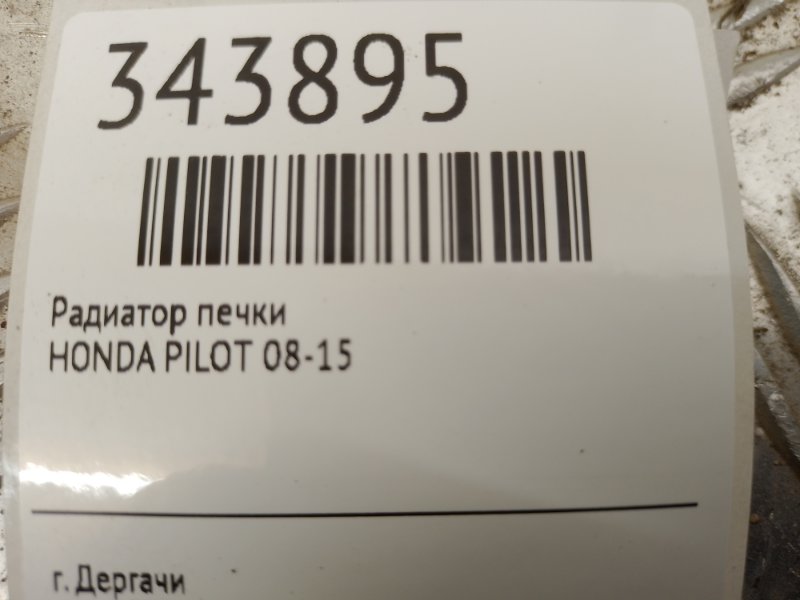 343895
Радиатор печки
HONDA PILOT 08-15
г. Дергачи